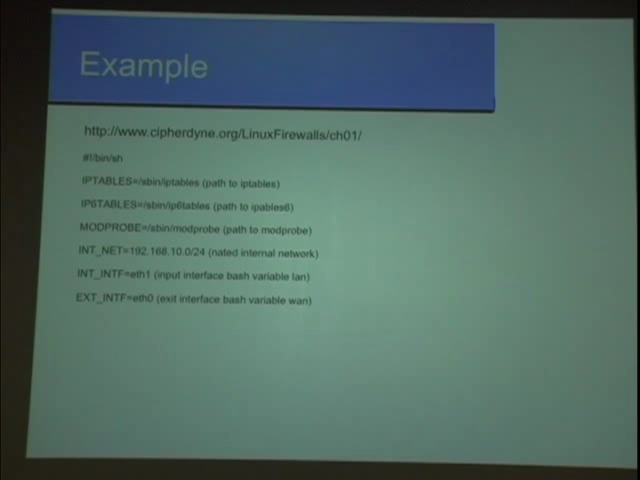 Example
http://www.cipherdyne.org/LinuxFirewalls/ch01/
#!/bin/sh
IPTABLES=/sbin/iptables (path to iptables)
IP6TABLES=/sbin/ip6tables (path to ipables6)
MODPROBE=/sbin/modprobe (path to modprobe)
INT_NET=192.168.10.0/24 (nated internal network)
INT_INTF=eth1 (input interface bash variable lan)
EXT_INTF=eth0 (exit interface bash variable wan)